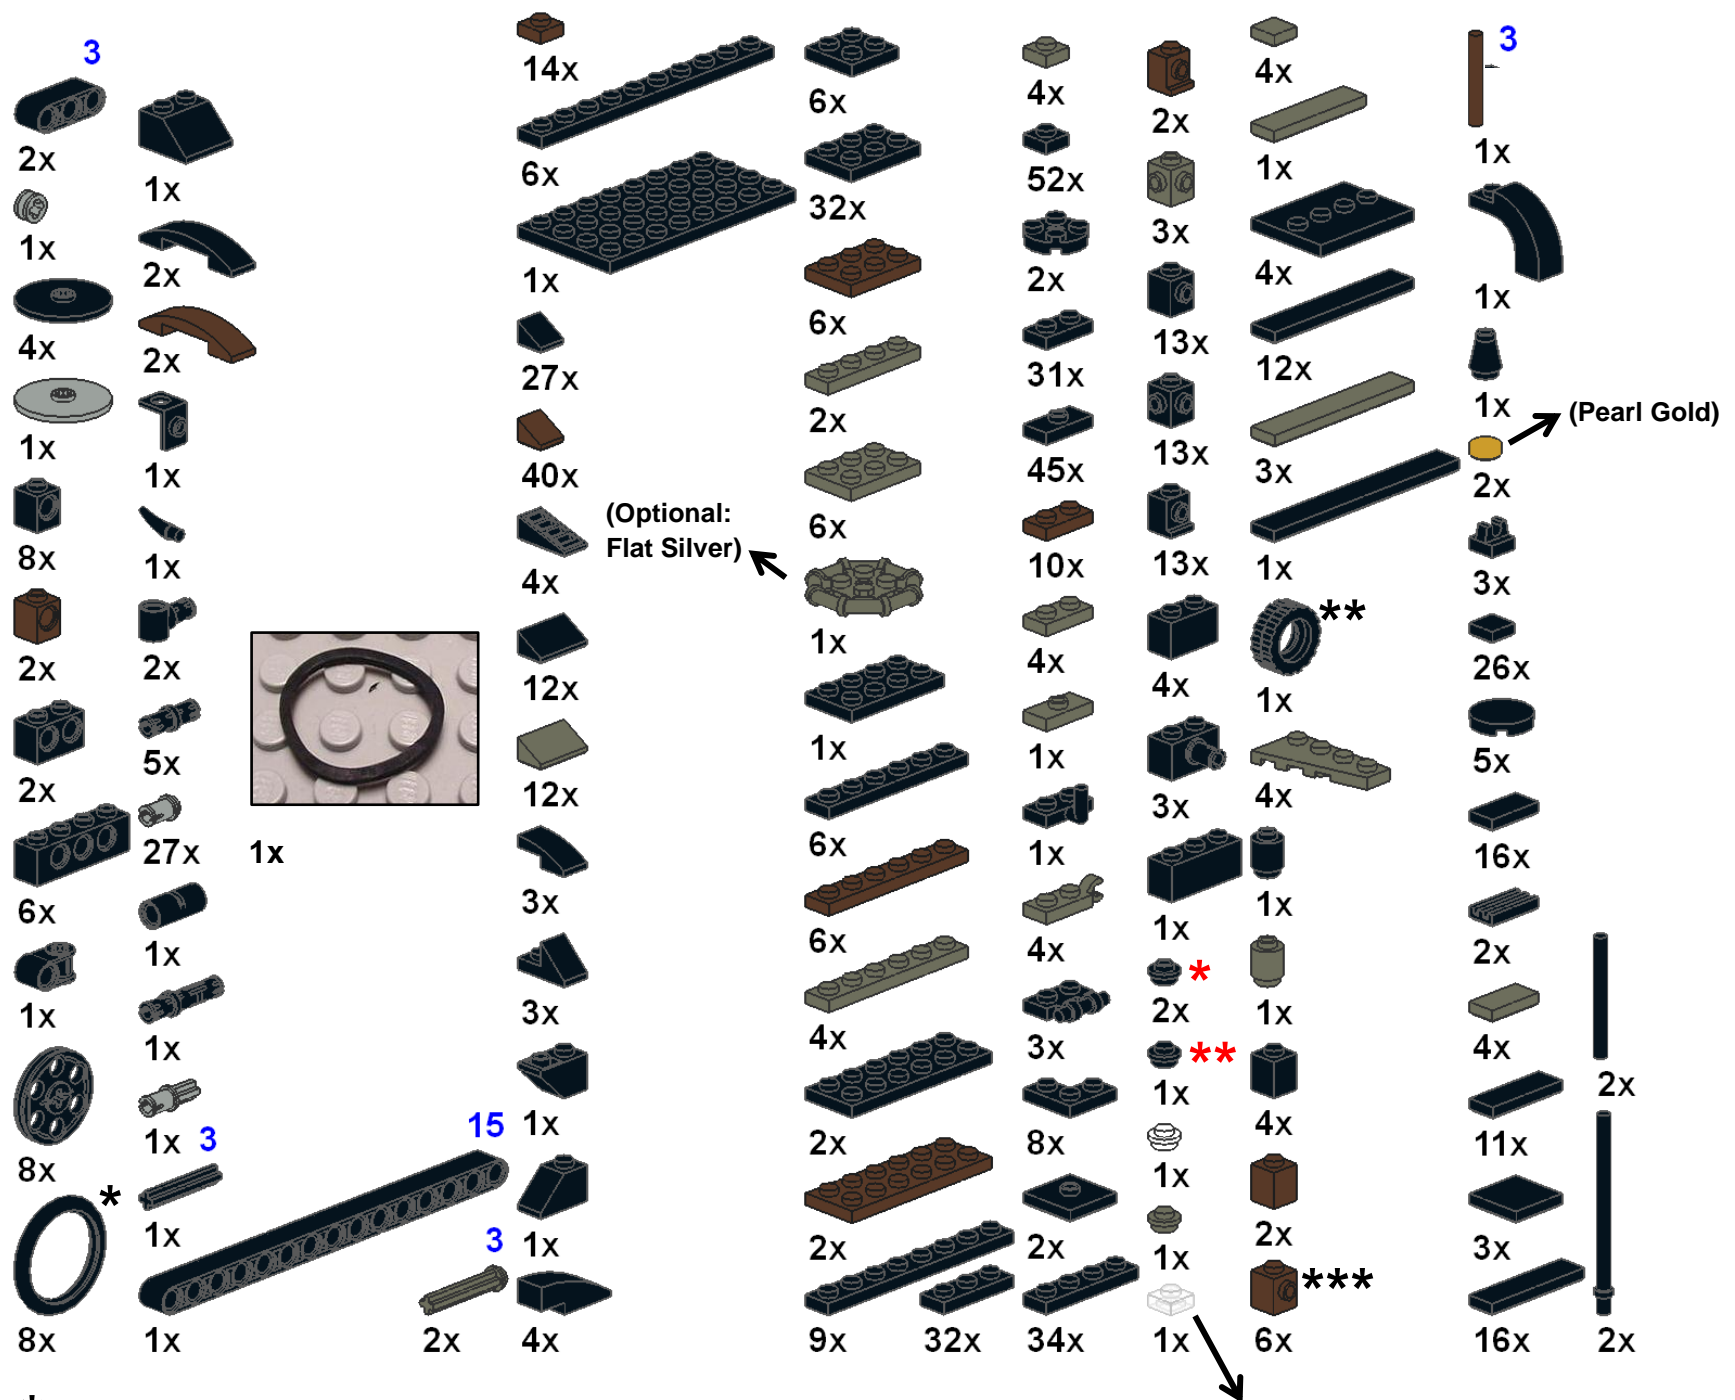 3
2x
1x
4x
1x
8x
2x
2x
6x
1x
8x
*
8x
*
1x
2x
2x
1x
1x
2x
5x
27x
1x
1x
1x
3
1x
15
1x
1x
3
2x
14x
6x
1x
27x
40x
4x
12x
12x
3x
3x
1x
1x
4x
(Optional:
Flat Silver)
6x
32x
6x
2x
6x
1x
1x
6x
6x
4x
2x
2x
9x
32x
4x
52x
2x
31x
45x
10x
4x
1x
1x
4x
3x
8x
2x
34x
2x
3x
13x
13x
13x
4x
3x
1x
*
2x
**
1x
1x
1x
1x
4x
1x
4x
12x
3x
1x
**
1x
4x
1x
1x
4x
2x
***
6x
3
1x
1x
1x
(Pearl Gold)
2x
3x
26x
5x
16x
2x
4x
11x
3x
16x
2x
2x